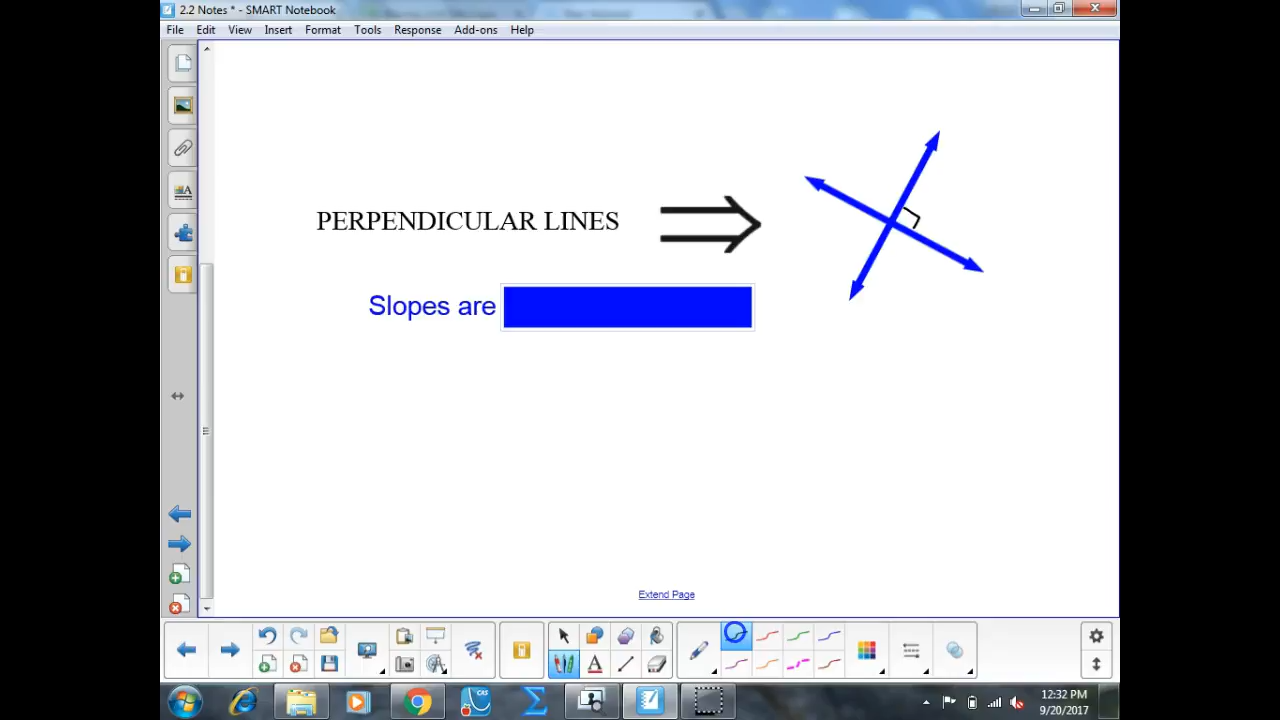 2.2 Notes * - SMART Notebook
File Edit View Insert Format Tools Response Add-ons Help
PERPENDICULAR LINES
Slopes are
Extend Page
CAS
12:32 PM
9/20/2017